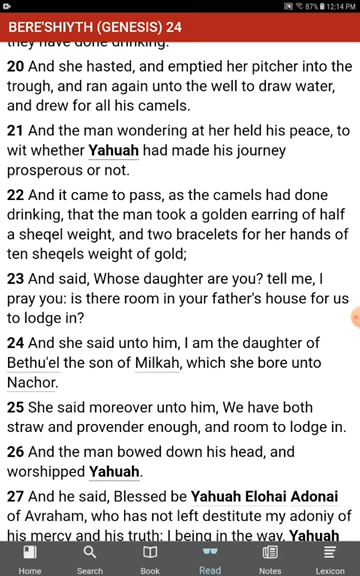 87% 12:14 PM
BERE'SHIYTH (GENESIS) 24
they have done drinking.
20 And she hasted, and emptied her pitcher into the
trough, and ran again unto the well to draw water,
and drew for all his camels.
21 And the man wondering at her held his peace, to
wit whether Yahuah had made his journey
prosperous or not.
22 And it came to pass, as the camels had done
drinking, that the man took a golden earring of half
a sheqel weight, and two bracelets for her hands of
ten sheqels weight of gold;
23 And said, Whose daughter are you? tell me, I
pray you: is there room in your father's house for us
to lodge in?
24 And she said unto him, I am the daughter of
Bethu'el the son of Milkah, which she bore unto
Nachor.
25 She said moreover unto him, We have both
straw and provender enough, and room to lodge in.
26 And the man bowed down his head, and
worshipped Yahuah.
27 And he said, Blessed be Yahuah Elohai Adonai
of Avraham, who has not left destitute my adoniy of
his mercy and his truth: I being in the way, Yahuah
Home Search Book Read Notes Lexicon